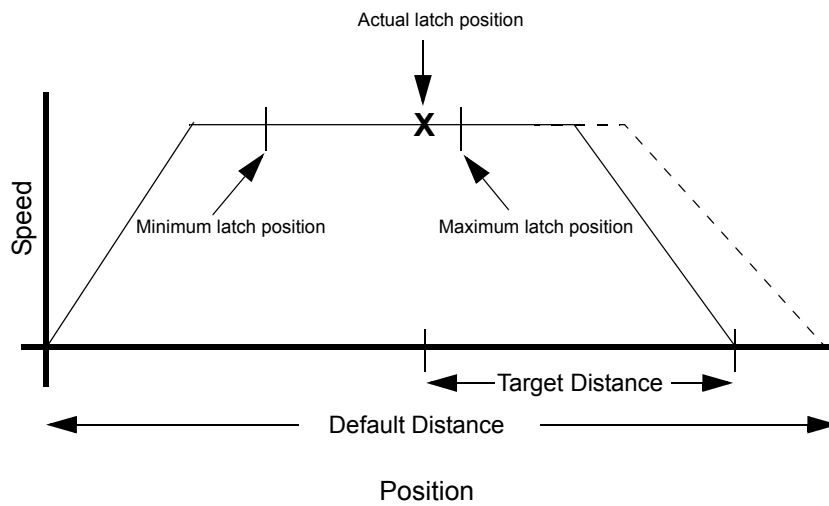 Actual latch position
X
Speed
Minimum latch position
Maximum latch position
Target Distance
Default Distance
Position